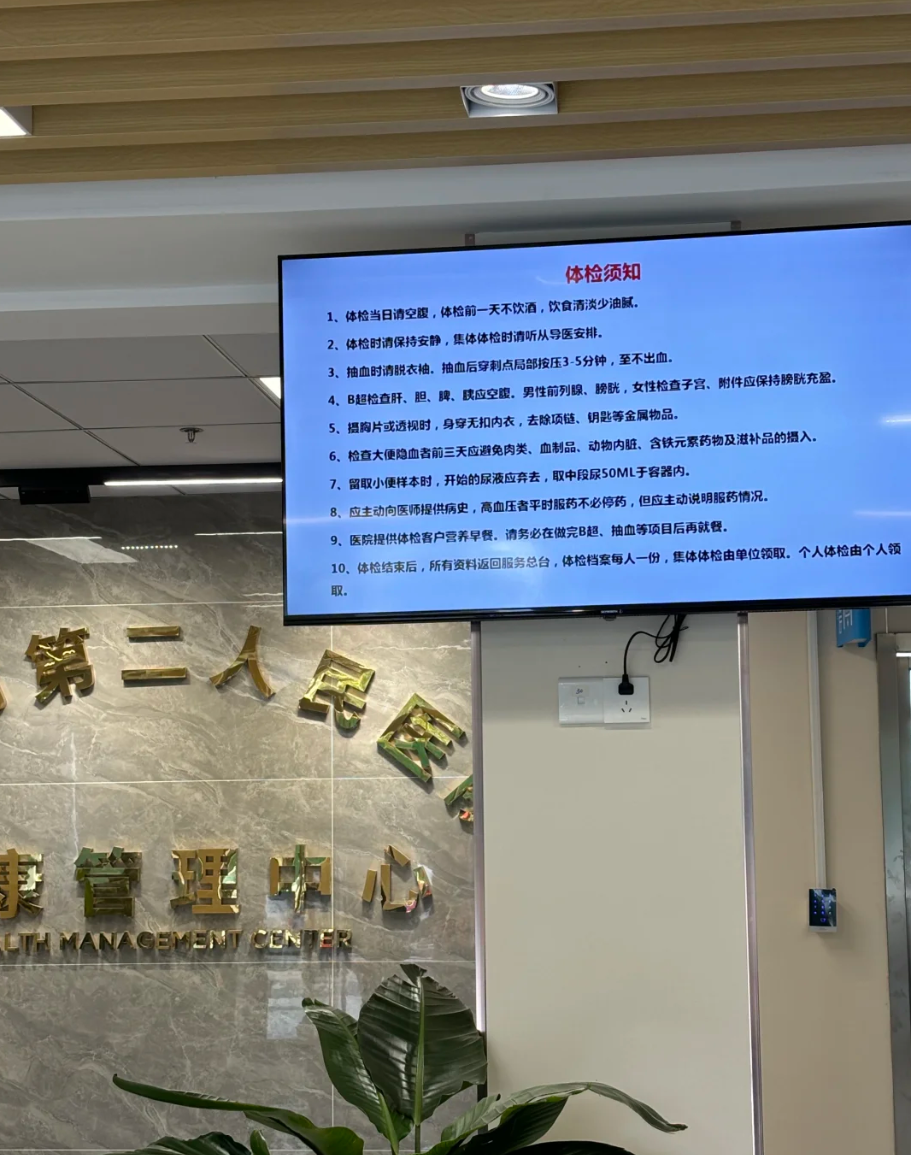 体检须知
1、体检当日请空腹，体检前一天不饮酒，饮食清淡少油腻。
2、体检时请保持安静，集体体检时请听从导医安排。
3、抽血时请脱衣袖。抽血后穿刺点局部按压3-5分钟，至不出血。
4、B超检查肝、胆、脾、胰应空腹。男性前列腺、膀胱，女性检查子宫、附件应保持膀胱充盈。
5、摄胸片或透视时，身穿无扣内衣，去除项链、钥匙等金属物品。
6、检查大便隐血者前三天应避免肉类、血制品、动物内脏、含铁元素药物及滋补品的摄入。
7、留取小便样本时，开始的尿液应弃去，取中段尿50ML于容器内。
8、应主动向医师提供病史，高血压者平时服药不必停药，但应主动说明服药情况。
9、医院提供体检客户营养早餐。请务必在做完B超、抽血等项目后再就餐。
10、体检结束后，所有资料返回服务总台，体检档案每人一份，集体体检由单位领取。个人体检由个人领
取。
第二人民医
康管理中心
ALTH MANAGEMENT CENTER